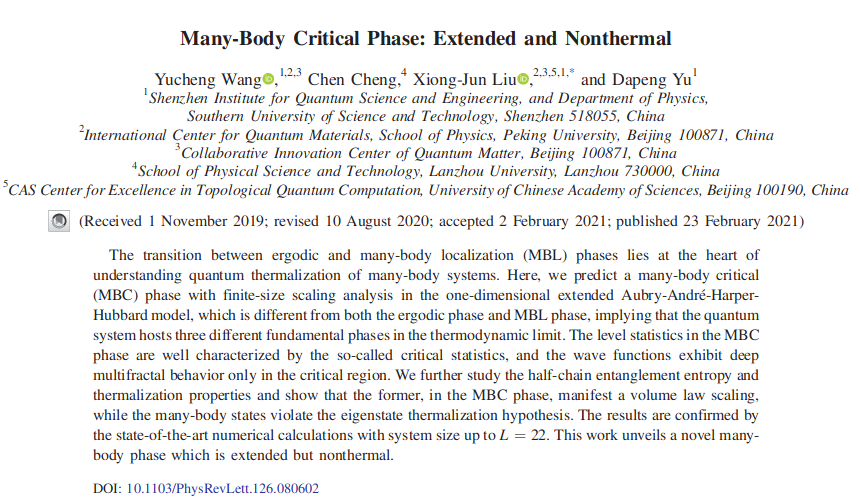 Many-Body Critical Phase: Extended and Nonthermal
Yucheng Wang,1,2,3 Chen Cheng,4 Xiong-Jun Liu,2,3,5,1,* and Dapeng Yu1
1Shenzhen Institute for Quantum Science and Engineering, and Department of Physics,
Southern University of Science and Technology, Shenzhen 518055, China
2International Center for Quantum Materials, School of Physics, Peking University, Beijing 100871, China
3Collaborative Innovation Center of Quantum Matter, Beijing 100871, China
4School of Physical Science and Technology, Lanzhou University, Lanzhou 730000, China
5CAS Center for Excellence in Topological Quantum Computation, University of Chinese Academy of Sciences, Beijing 100190, China
(Received 1 November 2019; revised 10 August 2020; accepted 2 February 2021; published 23 February 2021)
The transition between ergodic and many-body localization (MBL) phases lies at the heart of
understanding quantum thermalization of many-body systems. Here, we predict a many-body critical
(MBC) phase with finite-size scaling analysis in the one-dimensional extended Aubry-André-Harper-
Hubbard model, which is different from both the ergodic phase and MBL phase, implying that the quantum
system hosts three different fundamental phases in the thermodynamic limit. The level statistics in the MBC
phase are well characterized by the so-called critical statistics, and the wave functions exhibit deep
multifractal behavior only in the critical region. We further study the half-chain entanglement entropy and
thermalization properties and show that the former, in the MBC phase, manifest a volume law scaling,
while the many-body states violate the eigenstate thermalization hypothesis. The results are confirmed by
the state-of-the-art numerical calculations with system size up to L = 22. This work unveils a novel many-
body phase which is extended but nonthermal.
DOI: 10.1103/PhysRevLett.126.080602